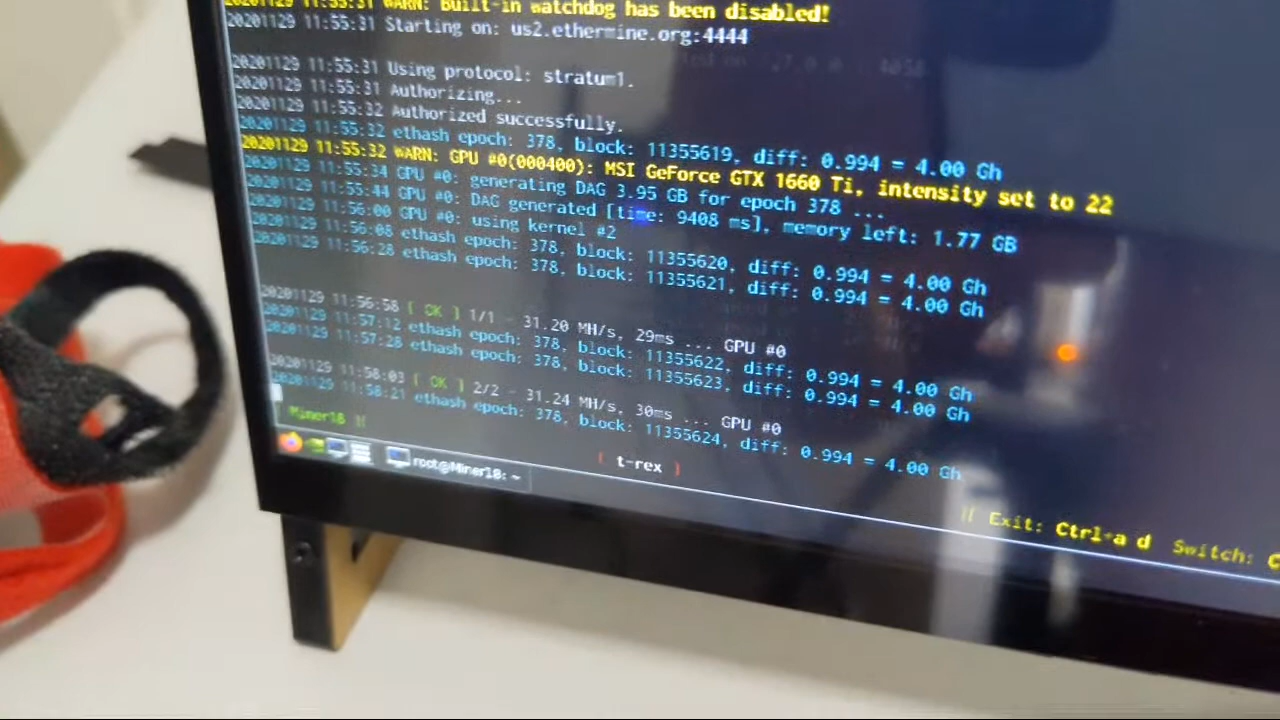 20201129 11:55:31 WARN: Built-in watchdog has been disabled!
20201129 11:55:31 Starting on: us2.ethermine.org:4444
20201129 11:55:31 Using protocol: stratum1.
20201129 11:55:31 Authorizing...
20201129 11:55:32 Authorized successfully.
20201129 11:55:32 ethash epoch: 378, block: 11355619, diff: 0.994 = 4.00 Gh
20201129 11:55:32 WARN: GPU #0(000400): MSI GeForce GTX 1660 Ti, intensity set to 22
20201129 11:55:34 GPU #0: generating DAG 3.95 GB for epoch 378 ...
20201129 11:55:44 GPU #0: DAG generated [time: 9408 ms], memory left: 1.77 GB
20201129 11:56:00 GPU #0: using kernel #2
20201129 11:56:08 ethash epoch: 378, block: 11355620, diff: 0.994 = 4.00 Gh
20201129 11:56:28 ethash epoch: 378, block: 11355621, diff: 0.994 = 4.00 Gh
20201129 11:56:58 [ OK ] 1/1 - 31.20 MH/s, 29ms ... GPU #0
20201129 11:57:12 ethash epoch: 378, block: 11355622, diff: 0.994 = 4.00 Gh
20201129 11:57:28 ethash epoch: 378, block: 11355623, diff: 0.994 = 4.00 Gh
20201129 11:58:03 [ OK ] 2/2 - 31.24 MH/s, 30ms ... GPU #0
20201129 11:58:21 ethash epoch: 378, block: 11355624, diff: 0.994 = 4.00 Gh
Miner18 || ( t-rex ) || Exit: Ctrl+a d Switch:
root@Miner18: ~